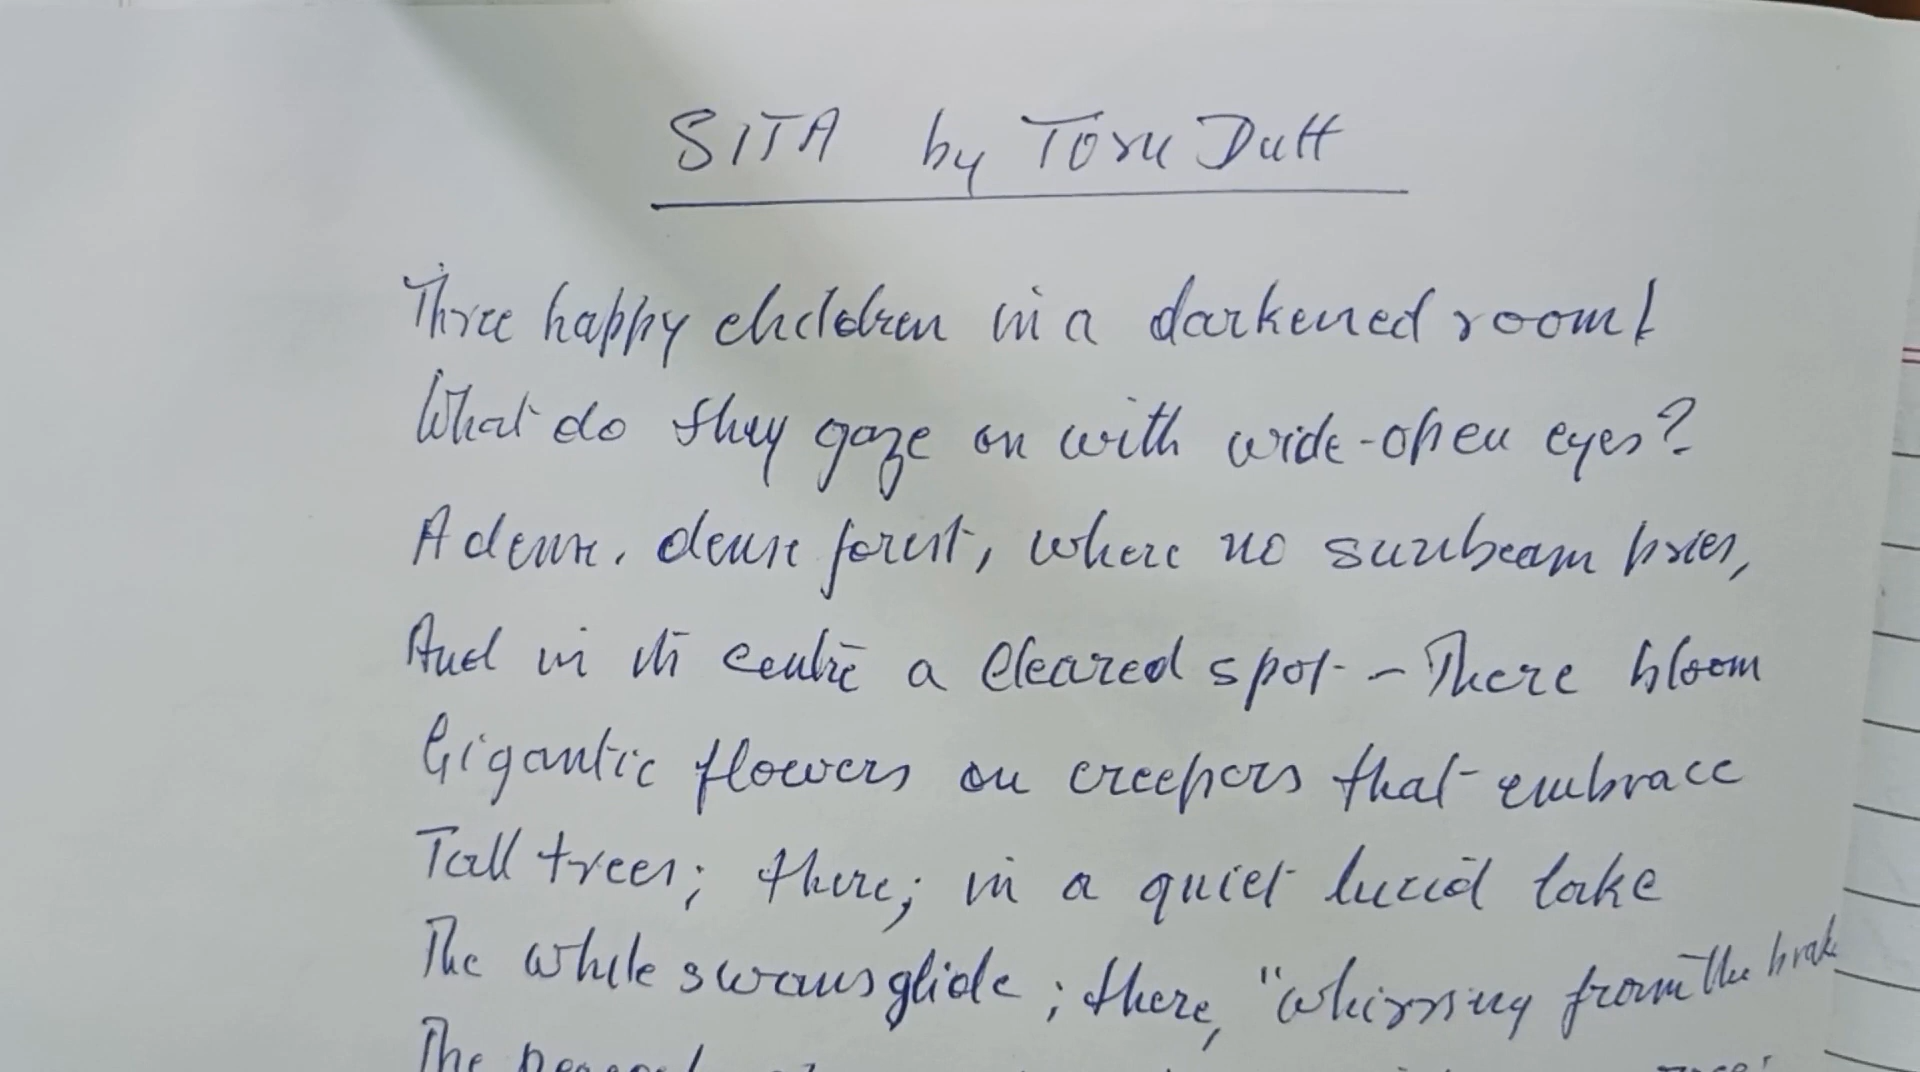 SITA by Toru Dutt
Three happy children in a darkened room!
What do they gaze on with wide-open eyes?
A dense, dense forest, where no sunbeam pries,
And in its centre a cleared spot - There bloom
Gigantic flowers on creepers that embrace
Tall trees; there; in a quiet lucid lake
The white swans glide; there, "whirring from the brake
The